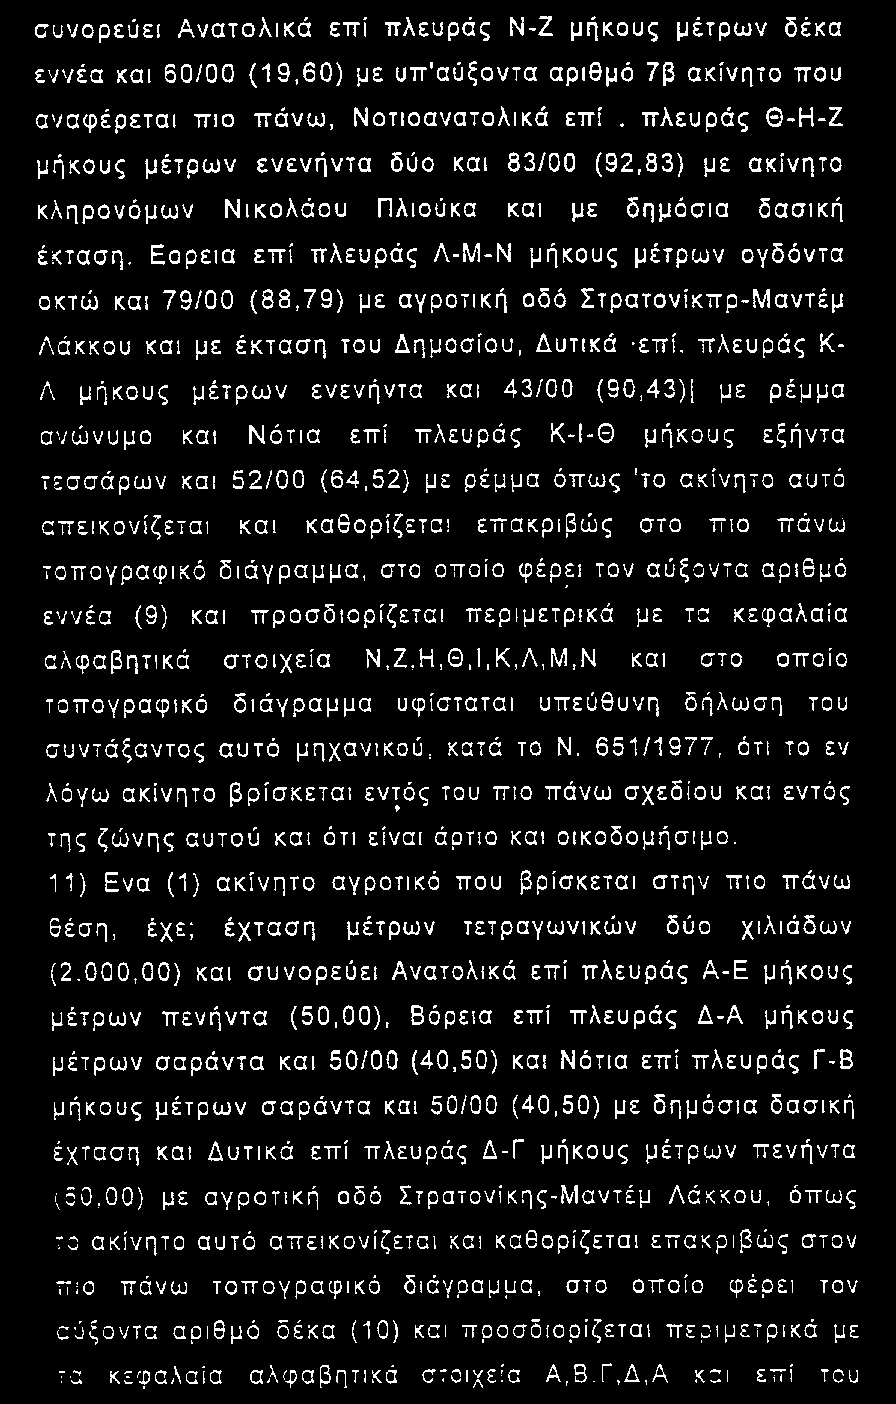 συνορεύει Ανατολικά επί πλευράς Ν-Ζ μήκους μέτρων δέκα
εννέα και 60/00 (19,60) με υπ'αύξοντα αριθμό 7β ακίνητο που
αναφέρεται πιο πάνω, Νοτιοανατολικά επί . πλευράς Θ-Η-Ζ
μήκους μέτρων ενενήντα δύο και 83/00 (92,83) με ακίνητο
κληρονόμων Νικολάου Πλιούκα και με δημόσια δασική
έκταση. Εορεια επί πλευράς Λ-Μ-Ν μήκους μέτρων ογδόντα
οκτώ και 79/00 (88,79) με αγροτική οδό Στρατονίκπρ-Μαντέμ
Λάκκου και με έκταση του Δημοσίου, Δυτικά -επί. πλευράς Κ-
Λ μήκους μέτρων ενενήντα και 43/00 (90,43)[ με ρέμμα
ανώνυμο και Νότια επί πλευράς Κ-Ι-Θ μήκους εξήντα
τεσσάρων και 52/00 (64,52) με ρέμμα όπως 'το ακίνητο αυτό
απεικονίζεται και καθορίζεται επακριβώς στο πιο πάνω
τοπογραφικό διάγραμμα, στο οποίο φέρει τον αύξοντα αριθμό
εννέα (9) και προσδιορίζεται περιμετρικά με τα κεφαλαία
αλφαβητικά στοιχεία Ν,Ζ,Η,Θ,Ι,Κ,Λ,Μ,Ν και στο οποίο
τοπογραφικό διάγραμμα υφίσταται υπεύθυνη δήλωση του
συντάξαντος αυτό μηχανικού, κατά το Ν. 651/1977, ότι το εν
λόγω ακίνητο βρίσκεται εντός του πιο πάνω σχεδίου και εντός
της ζώνης αυτού και ότι είναι άρτιο και οικοδομήσιμο.
11) Ενα (1) ακίνητο αγροτικό που βρίσκεται στην πιο πάνω
θέση, έχε; έχταση μέτρων τετραγωνικών δύο χιλιάδων
(2.000,00) και συνορεύει Ανατολικά επί πλευράς Α-Ε μήκους
μέτρων πενήντα (50,00), Βόρεια επί πλευράς Δ-Α μήκους
μέτρων σαράντα και 50/00 (40,50) και Νότια επί πλευράς Γ-Β
μήκους μέτρων σαράντα και 50/00 (40,50) με δημόσια δασική
έχταση και Δυτικά επί πλευράς Δ-Γ μήκους μέτρων πενήντα
(50,00) με αγροτική οδό Στρατονίκης-Μαντέμ Λάκκου, όπως
το ακίνητο αυτό απεικονίζεται και καθορίζεται επακριβώς στον
πιο πάνω τοπογραφικό διάγραμμα, στο οποίο φέρει τον
αύξοντα αριθμό δέκα (10) και προσδιορίζεται περιμετρικά με
τα κεφαλαία αλφαβητικά στοιχεία Α,Β.Γ,Δ,Α και επί του